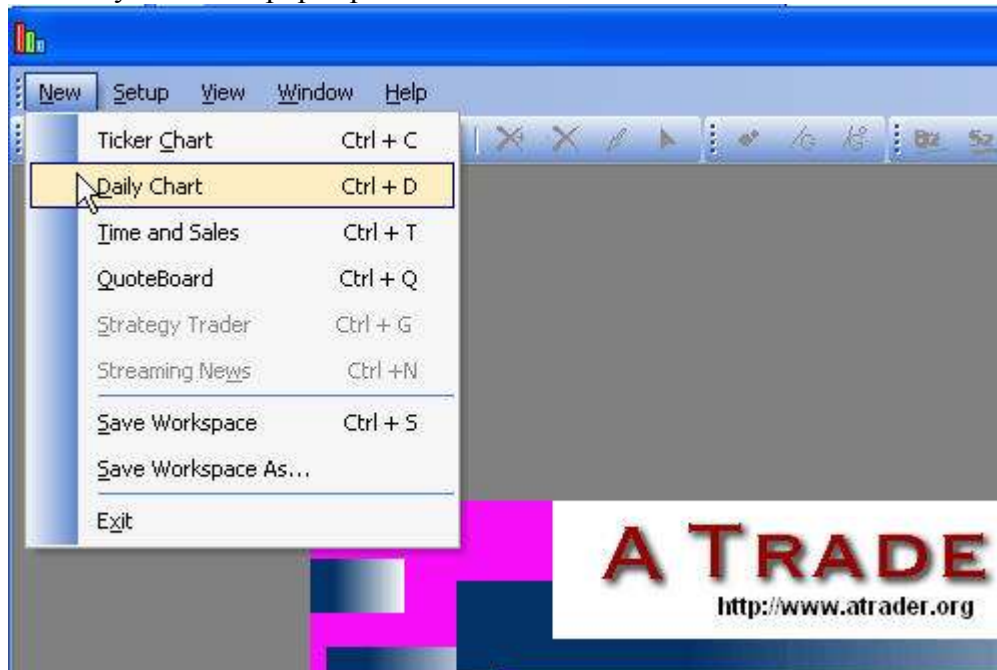 New Setup View Window Help
Ticker Chart Ctrl + C
Daily Chart Ctrl + D
Time and Sales Ctrl + T
QuoteBoard Ctrl + Q
Strategy Trader Ctrl + G
Streaming News Ctrl +N
Save Workspace Ctrl + S
Save Workspace As...
Exit
A TRADE
http://www.atrader.org